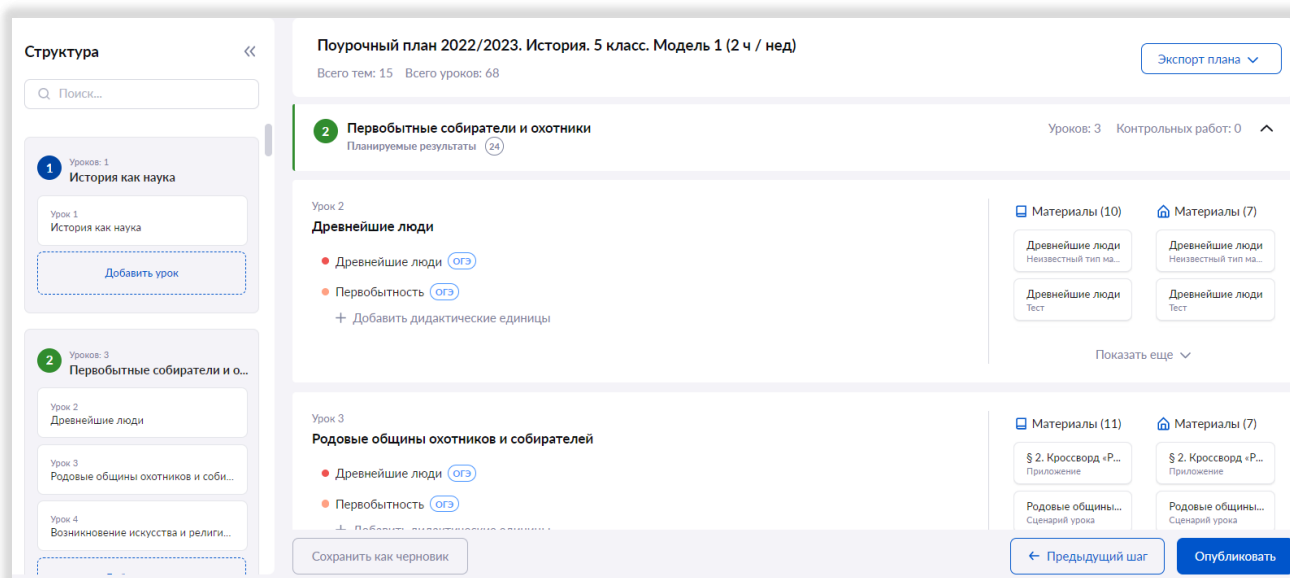 Структура
Поиск...
Уроков: 1
1
История как наука
Урок 1
История как наука
Добавить урок
Уроков: 3
2
Первобытные собиратели и о...
Урок 2
Древнейшие люди
Урок 3
Родовые общины охотников и соби...
Урок 4
Возникновение искусства и религи...
Поурочный план 2022/2023. История. 5 класс. Модель 1 (2 ч / нед)
Всего тем: 15 Всего уроков: 68
Экспорт плана
2
Первобытные собиратели и охотники
Планируемые результаты 24
Уроков: 3 Контрольных работ: 0
Урок 2
Древнейшие люди
Древнейшие люди ОГЭ
Первобытность ОГЭ
+ Добавить дидактические единицы
Материалы (10)
Древнейшие люди
Неизвестный тип ма...
Древнейшие люди
Тест
Материалы (7)
Древнейшие люди
Неизвестный тип ма...
Древнейшие люди
Тест
Показать еще
Урок 3
Родовые общины охотников и собирателей
Древнейшие люди ОГЭ
Первобытность ОГЭ
+ Добавить дидактические единицы
Материалы (11)
§ 2. Кроссворд «Р...
Приложение
Родовые общины...
Сценарий урока
Материалы (7)
§ 2. Кроссворд «Р...
Приложение
Родовые общины...
Сценарий урока
Сохранить как черновик
← Предыдущий шаг
Опубликовать